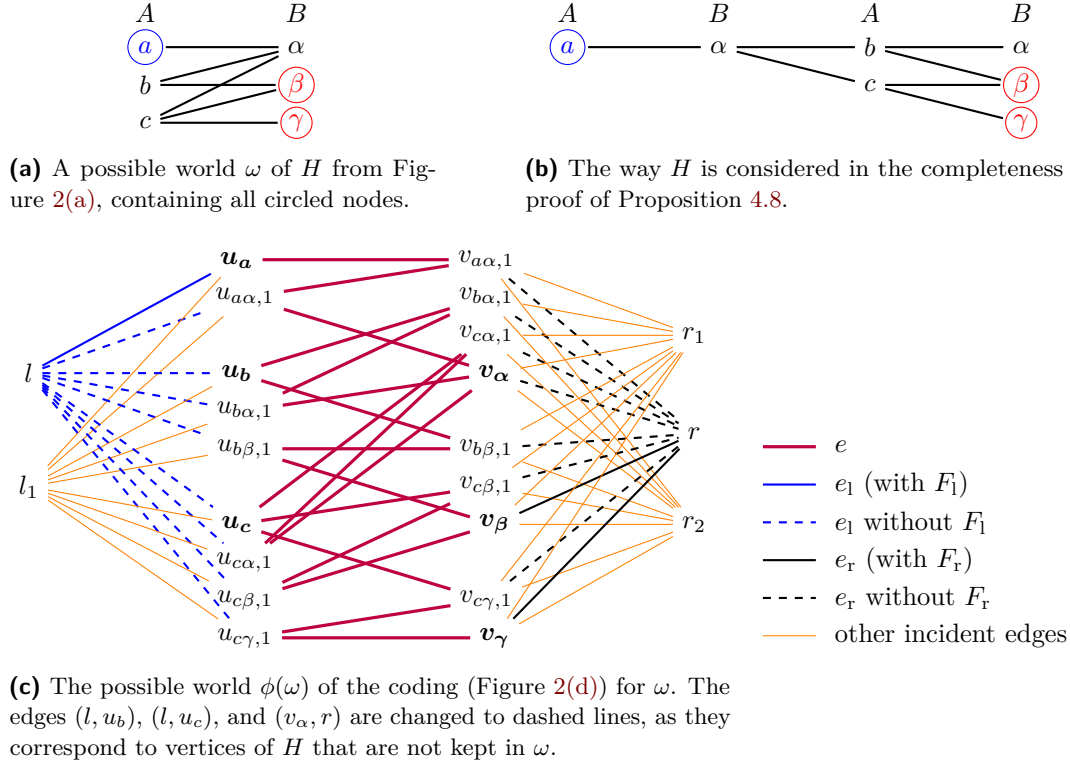 A B
a α
b β
c γ
(a) A possible world ω of H from Fig-
ure 2(a), containing all circled nodes.
A B A B
a α b α
c β
γ
(b) The way H is considered in the completeness
proof of Proposition 4.8.
u_a v_{aα,1}
u_{aα,1} v_{bα,1}
v_{cα,1} r_1
l u_b v_α
u_{bα,1}
u_{bβ,1} v_{bβ,1} r
l_1 v_{cβ,1}
u_c v_β r_2
u_{cα,1}
u_{cβ,1} v_{cγ,1}
u_{cγ,1} v_γ
e
e_l (with F_l)
e_l without F_l
e_r (with F_r)
e_r without F_r
other incident edges
(c) The possible world ϕ(ω) of the coding (Figure 2(d)) for ω. The
edges (l, u_b), (l, u_c), and (v_α, r) are changed to dashed lines, as they
correspond to vertices of H that are not kept in ω.